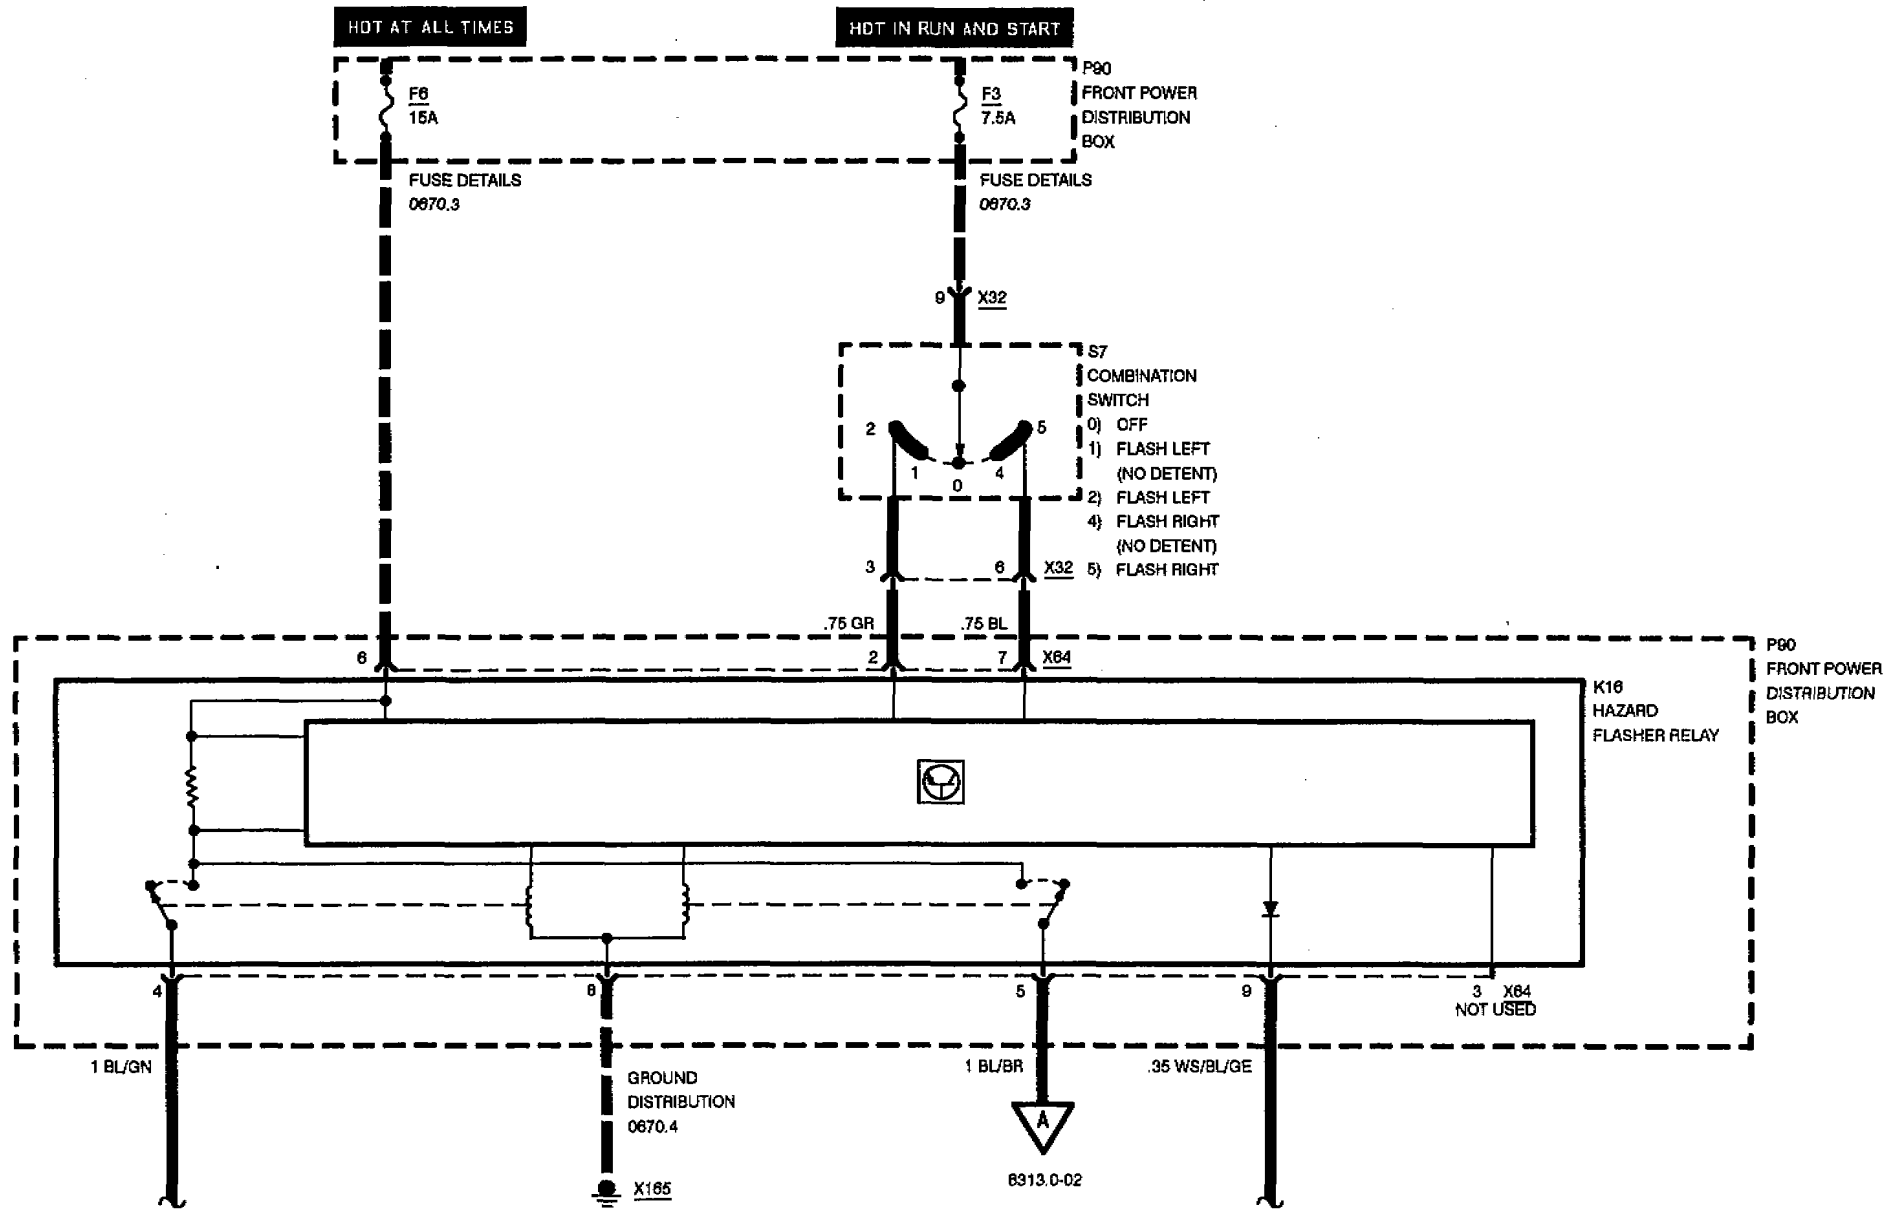 HOT AT ALL TIMES
HOT IN RUN AND START
F6
15A
F3
7.5A
P90
FRONT POWER
DISTRIBUTION
BOX
FUSE DETAILS
0670.3
FUSE DETAILS
0670.3
9
X32
S7
COMBINATION
SWITCH
0) OFF
1) FLASH LEFT
(NO DETENT)
2) FLASH LEFT
4) FLASH RIGHT
(NO DETENT)
5) FLASH RIGHT
2
5
1
0
4
3
6
X32
.75 GR
.75 BL
6
2
7
X64
P90
FRONT POWER
DISTRIBUTION
BOX
K16
HAZARD
FLASHER RELAY
4
8
5
9
3
X64
NOT USED
1 BL/GN
GROUND
DISTRIBUTION
0670.4
1 BL/BR
.35 WS/BL/GE
A
8313.0-02
X165